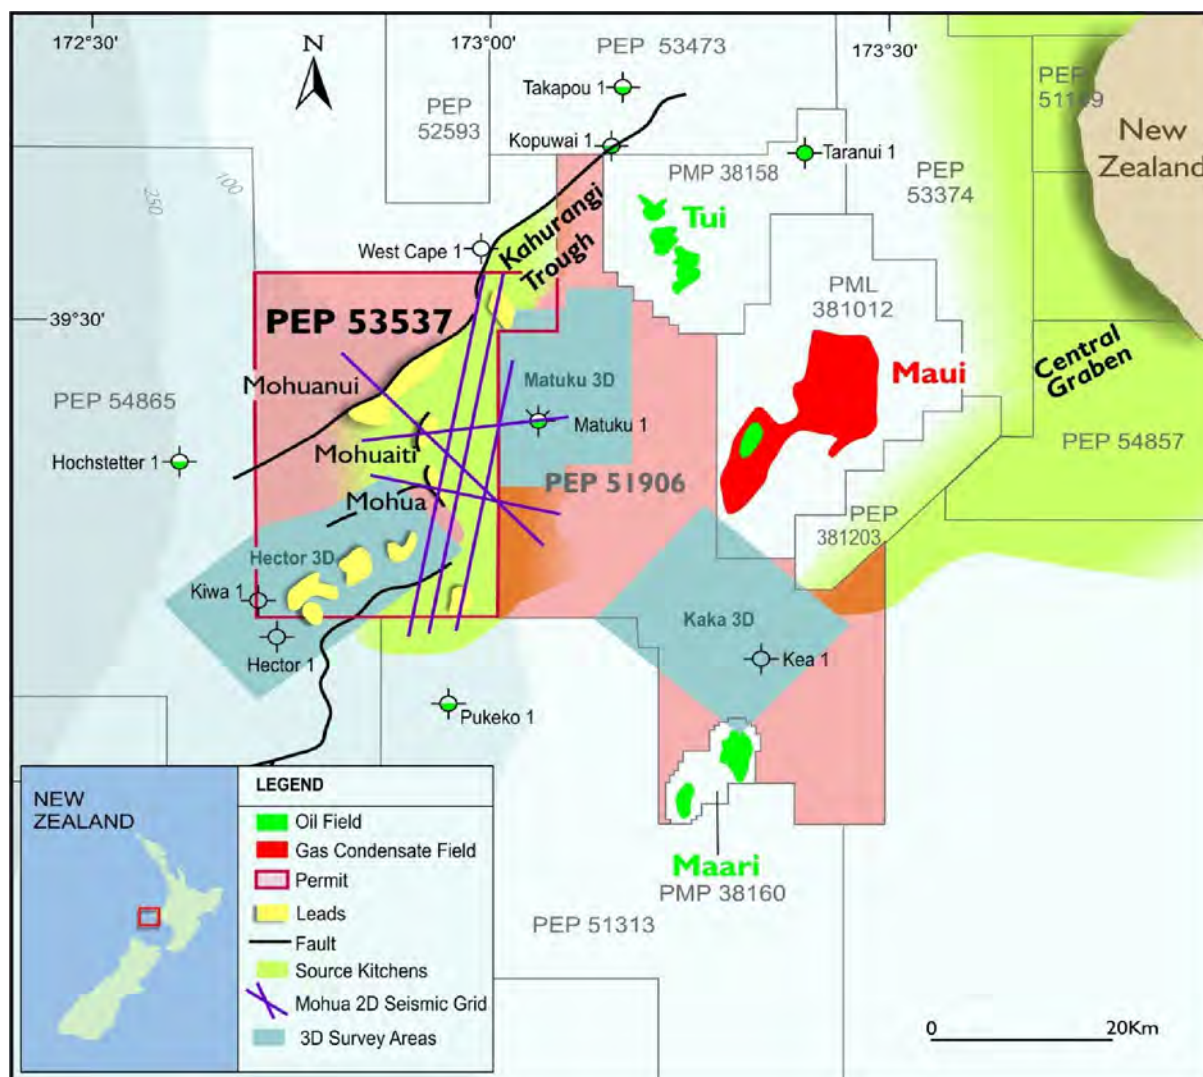 172°30'
173°00'
173°30'
N
PEP 53473
Takapou 1
PEP
52593
Kopuwai 1
PEP
Taranui 1
New
Zealand
PMP 38158
PEP
53374
250
100
West Cape 1
Kahurangi
Trough
Tui
PML
381012
39°30'
PEP 53537
Mohuanui
Matuku 3D
Maui
Central
Graben
PEP 54865
Matuku 1
PEP 54857
Hochstetter 1
Mohuaiti
Mohua
PEP 51906
PEP
381203
Hector 3D
Kiwa 1
Kaka 3D
Hector 1
Kea 1
Pukeko 1
NEW
ZEALAND
LEGEND
Oil Field
Gas Condensate Field
Permit
Leads
Fault
Source Kitchens
Mohua 2D Seismic Grid
3D Survey Areas
Maari
PMP 38160
PEP 51313
0 20Km